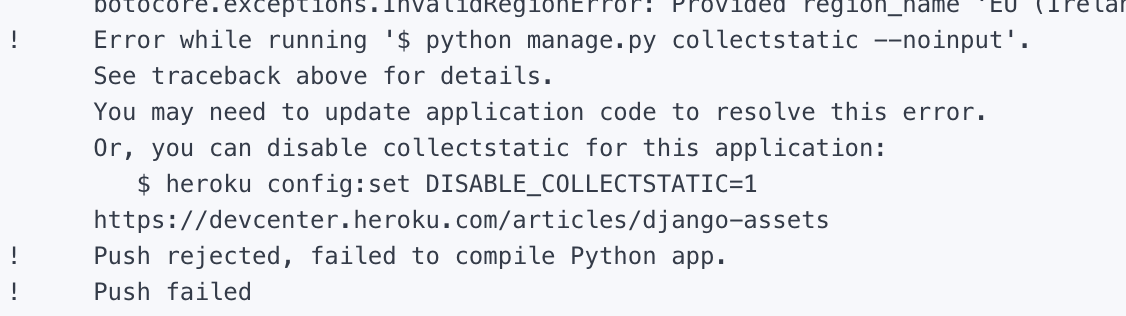 botocore.exceptions.InvalidRegionError: Provided region_name 'EU (Irelan
! Error while running '$ python manage.py collectstatic --noinput'.
See traceback above for details.
You may need to update application code to resolve this error.
Or, you can disable collectstatic for this application:
$ heroku config:set DISABLE_COLLECTSTATIC=1
https://devcenter.heroku.com/articles/django-assets
! Push rejected, failed to compile Python app.
! Push failed